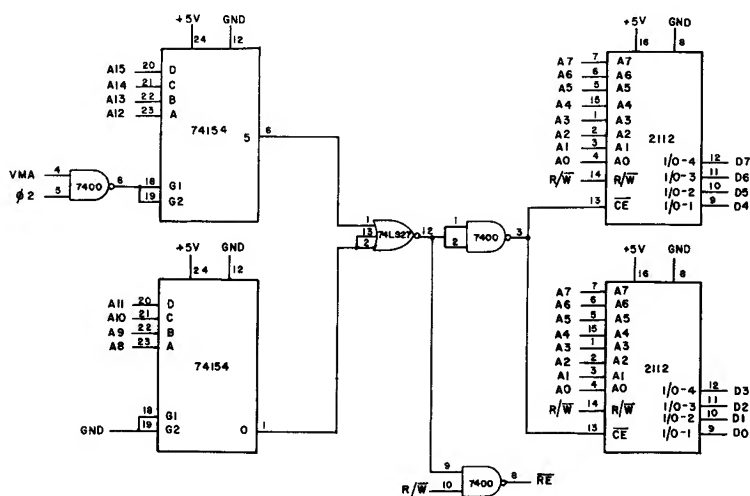 +5V GND
24 12
A15 20 D
A14 21 C
A13 22 B
A12 23 A
74154
5 6
VMA 4
7400 6
φ2 5
18 G1
19 G2
+5V GND
24 12
A11 20 D
A10 21 C
A9 22 B
A8 23 A
74154
18 G1
GND 19 G2
0 1
1
13
2
74LS27 12
1
2
7400 3
9
R/W̅ 10
7400 8 R̅E̅
+5V GND
16 8
A7 7 A7
A6 6 A6
A5 5 A5
A4 15 A4
A3 1 A3
A2 2 A2
A1 3 A1
A0 4 A0
R/W̅ 14 R/W̅
13 C̅E̅
2112
I/O-4 12 D7
I/O-3 11 D6
I/O-2 10 D5
I/O-1 9 D4
+5V GND
16 8
A7 7 A7
A6 6 A6
A5 5 A5
A4 15 A4
A3 1 A3
A2 2 A2
A1 3 A1
A0 4 A0
R/W̅ 14 R/W̅
13 C̅E̅
2112
I/O-4 12 D3
I/O-3 11 D2
I/O-2 10 D1
I/O-1 9 D0